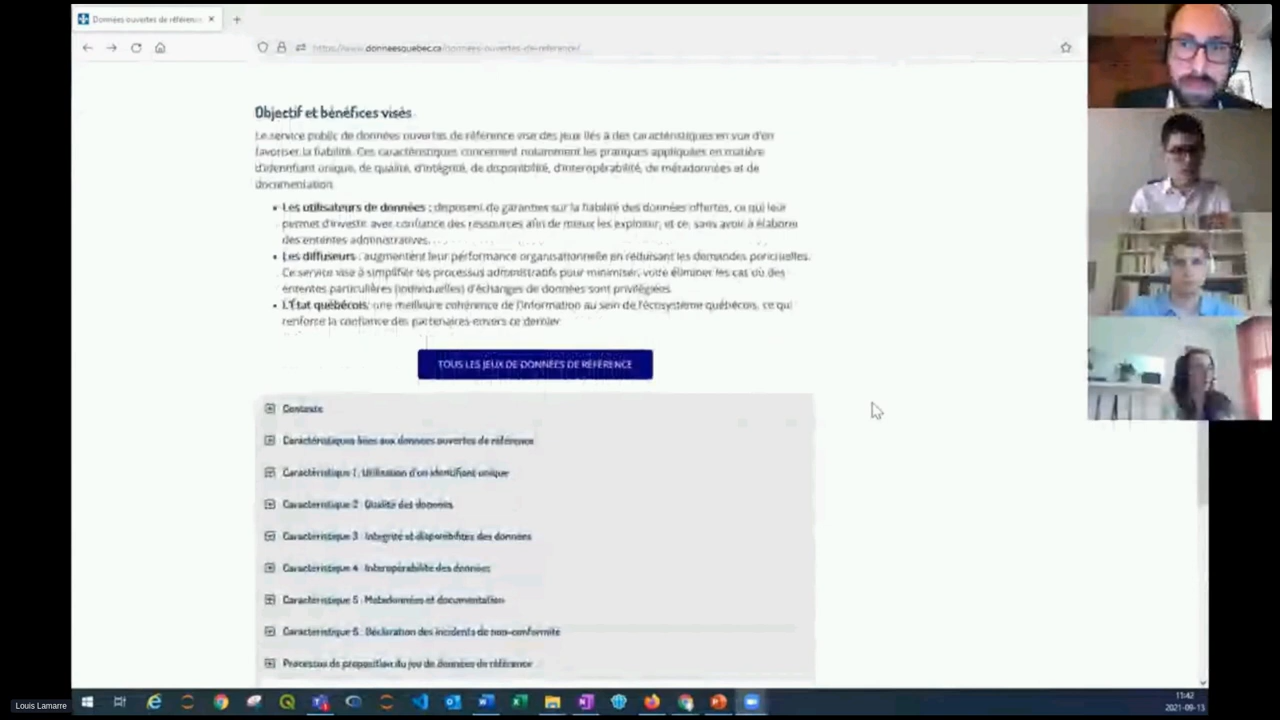 Données ouvertes de référenc
https://www.donneesquebec.ca/donnees-ouvertes-de-reference/
Objectif et bénéfices visés
Le service public de données ouvertes de référence vise des jeux liés à des caractéristiques en vue d'en
favoriser la fiabilité. Ces caractéristiques concernent notamment les pratiques appliquées en matière
d'identifiant unique, de qualité, d'intégrité, de disponibilité, d'interopérabilité, de métadonnées et de
documentation.
• Les utilisateurs de données : disposent de garanties sur la fiabilité des données offertes, ce qui leur
permet d'investir avec confiance des ressources afin de mieux les exploiter, et ce, sans avoir à élaborer
des ententes administratives.
• Les diffuseurs : augmentent leur performance organisationnelle en réduisant les demandes ponctuelles.
Ce service vise à simplifier les processus administratifs pour minimiser, voire éliminer les cas où des
ententes particulières (individuelles) d'échanges de données sont privilégiées.
• L'État québécois: une meilleure cohérence de l'information au sein de l'écosystème québécois, ce qui
renforce la confiance des partenaires envers ce dernier
TOUS LES JEUX DE DONNÉES DE RÉFÉRENCE
Contexte
Caractéristiques liées aux données ouvertes de référence
Caractéristique 1 : Utilisation d'un identifiant unique
Caractéristique 2 : Qualité des données
Caractéristique 3 : Intégrité et disponibilités des données
Caractéristique 4 : Interopérabilité des données
Caractéristique 5 : Métadonnées et documentation
Caractéristique 6 : Déclaration des incidents de non-conformité
Processus de proposition du jeu de données de référence
11:42
2021-09-13
Louis Lamarre